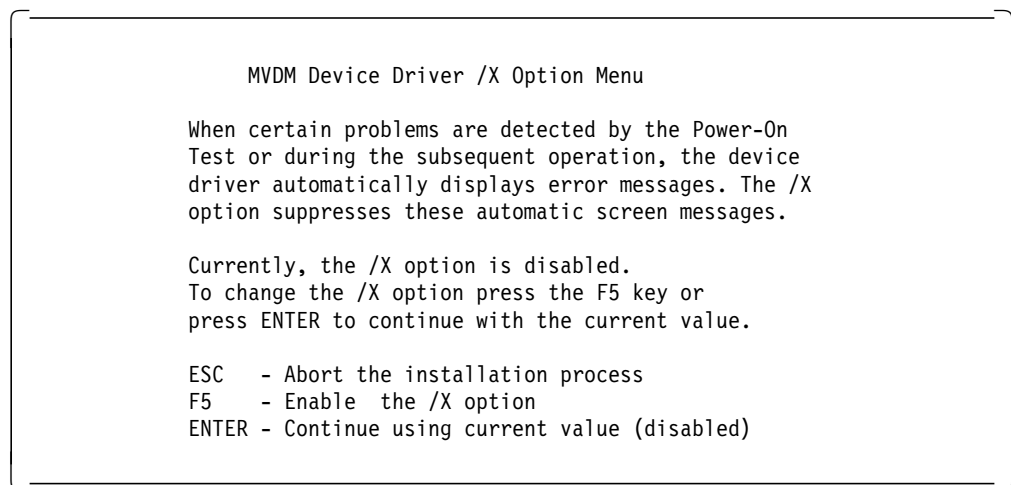 MVDM Device Driver /X Option Menu
When certain problems are detected by the Power-On
Test or during the subsequent operation, the device
driver automatically displays error messages. The /X
option suppresses these automatic screen messages.
Currently, the /X option is disabled.
To change the /X option press the F5 key or
press ENTER to continue with the current value.
ESC   - Abort the installation process
F5    - Enable  the /X option
ENTER - Continue using current value (disabled)